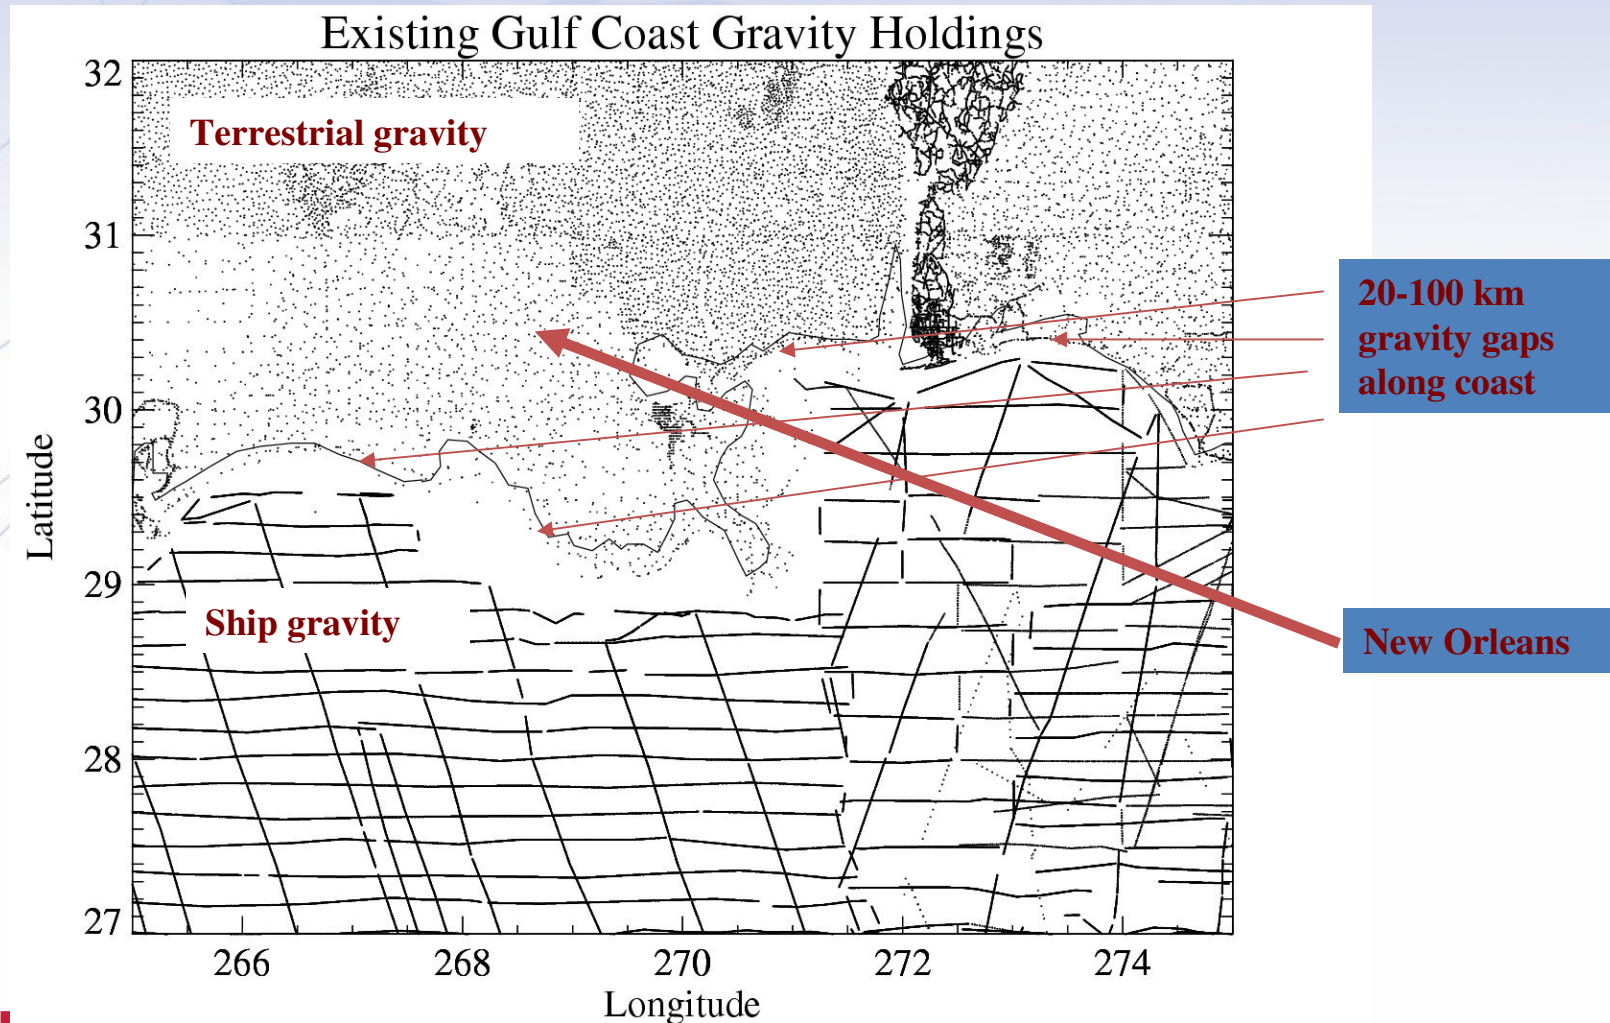 Existing Gulf Coast Gravity Holdings
32
31
30
29
28
27
Latitude
Terrestrial gravity
Ship gravity
266 268 270 272 274
Longitude
20-100 km
gravity gaps
along coast
New Orleans